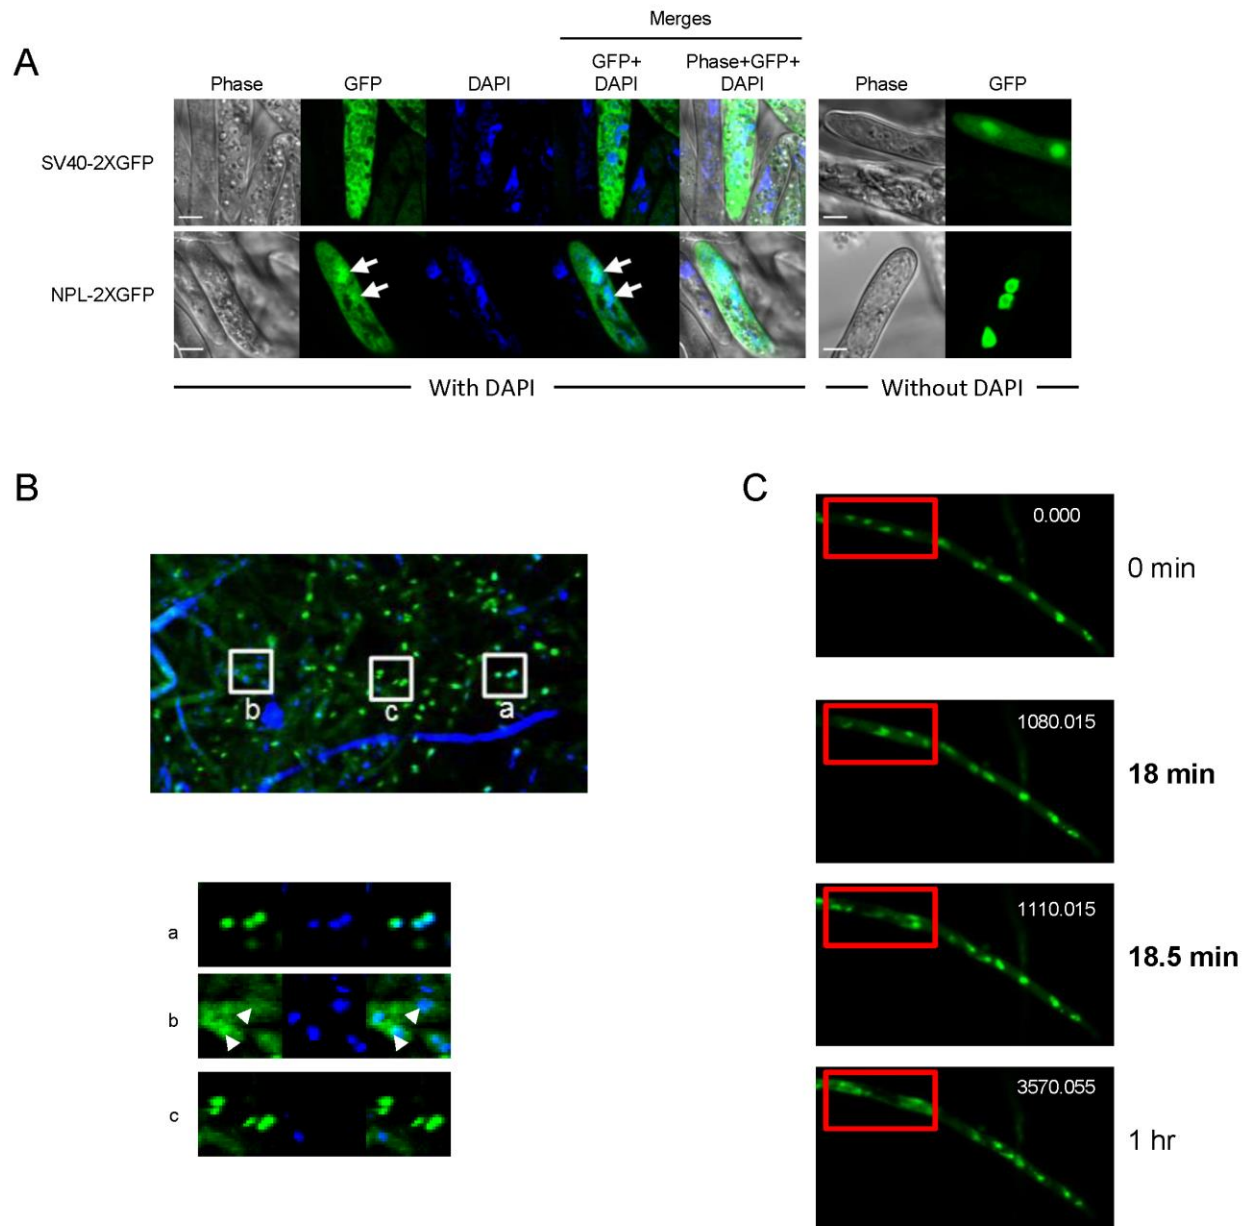 A
Merges
Phase
GFP
DAPI
GFP+
DAPI
Phase+GFP+
DAPI
Phase
GFP
SV40-2XGFP
NPL-2XGFP
With DAPI
Without DAPI
B
b
c
a
a
b
c
C
0.000
0 min
1080.015
18 min
1110.015
18.5 min
3570.055
1 hr